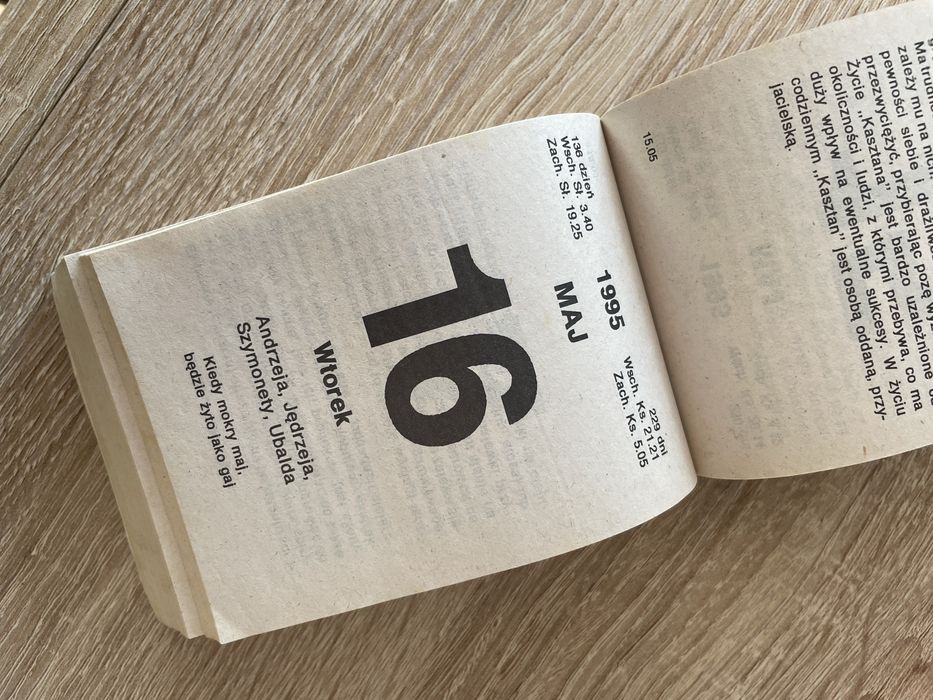 Ma trudne
zależy mu na nich,
pewności siebie i drażliwość
przezwyciężyć, przybierając pozę
Życie ,,Kasztana" jest bardzo uzależnione od
okoliczności i ludzi, z którymi przebywa, co ma
duży wpływ na ewentualne sukcesy. W życiu
codziennym ,,Kasztan" jest osobą oddaną, przy-
jacielską.
15.05
136 dzień
Wsch. Sł. 3.40
Zach. Sł. 19.25
1995
MAJ
229 dni
Wsch. Ks. 21.21
Zach. Ks. 5.05
16
Wtorek
Andrzeja, Jędrzeja,
Szymonety, Ubalda
Kiedy mokry maj,
będzie żyto jako gaj